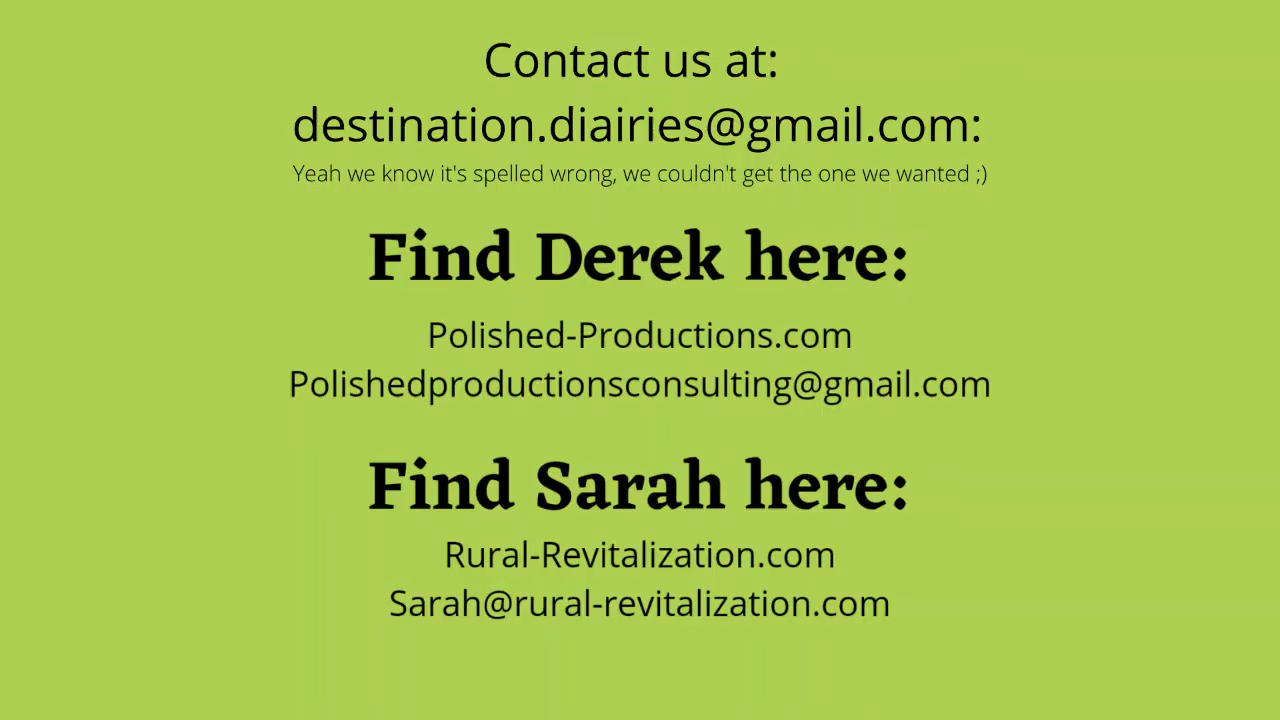 Contact us at:
destination.diairies@gmail.com:
Yeah we know it's spelled wrong, we couldn't get the one we wanted ;)
Find Derek here:
Polished-Productions.com
Polishedproductionsconsulting@gmail.com
Find Sarah here:
Rural-Revitalization.com
Sarah@rural-revitalization.com